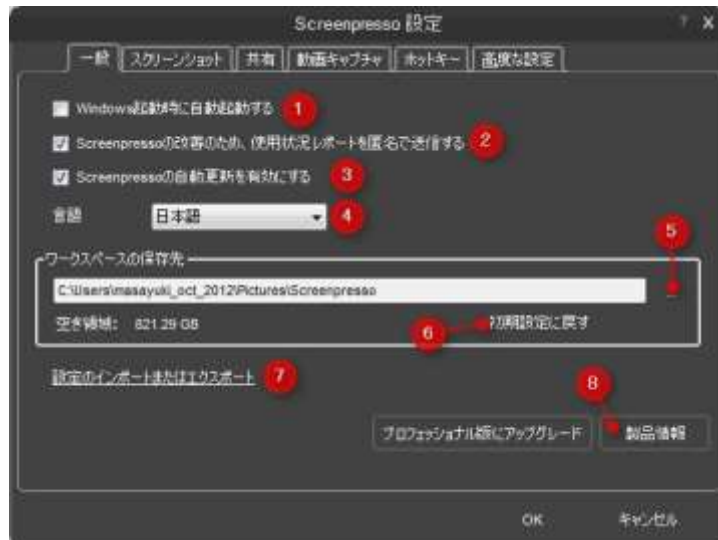 Screenpresso 設定
? X
一般 スクリーンショット 共有 動画キャプチャ ホットキー 高度な設定
Windows起動時に自動起動する 1
Screenpressoの改善のため、使用状況レポートを匿名で送信する 2
Screenpressoの自動更新を有効にする 3
言語 日本語 4
5
ワークスペースの保存先
C:\Users\masayuki_oct_2012\Pictures\Screenpresso ...
空き領域: 821.29 GB 6 初期設定に戻す
設定のインポートまたはエクスポート 7
8
プロフェッショナル版にアップグレード 製品情報
OK キャンセル